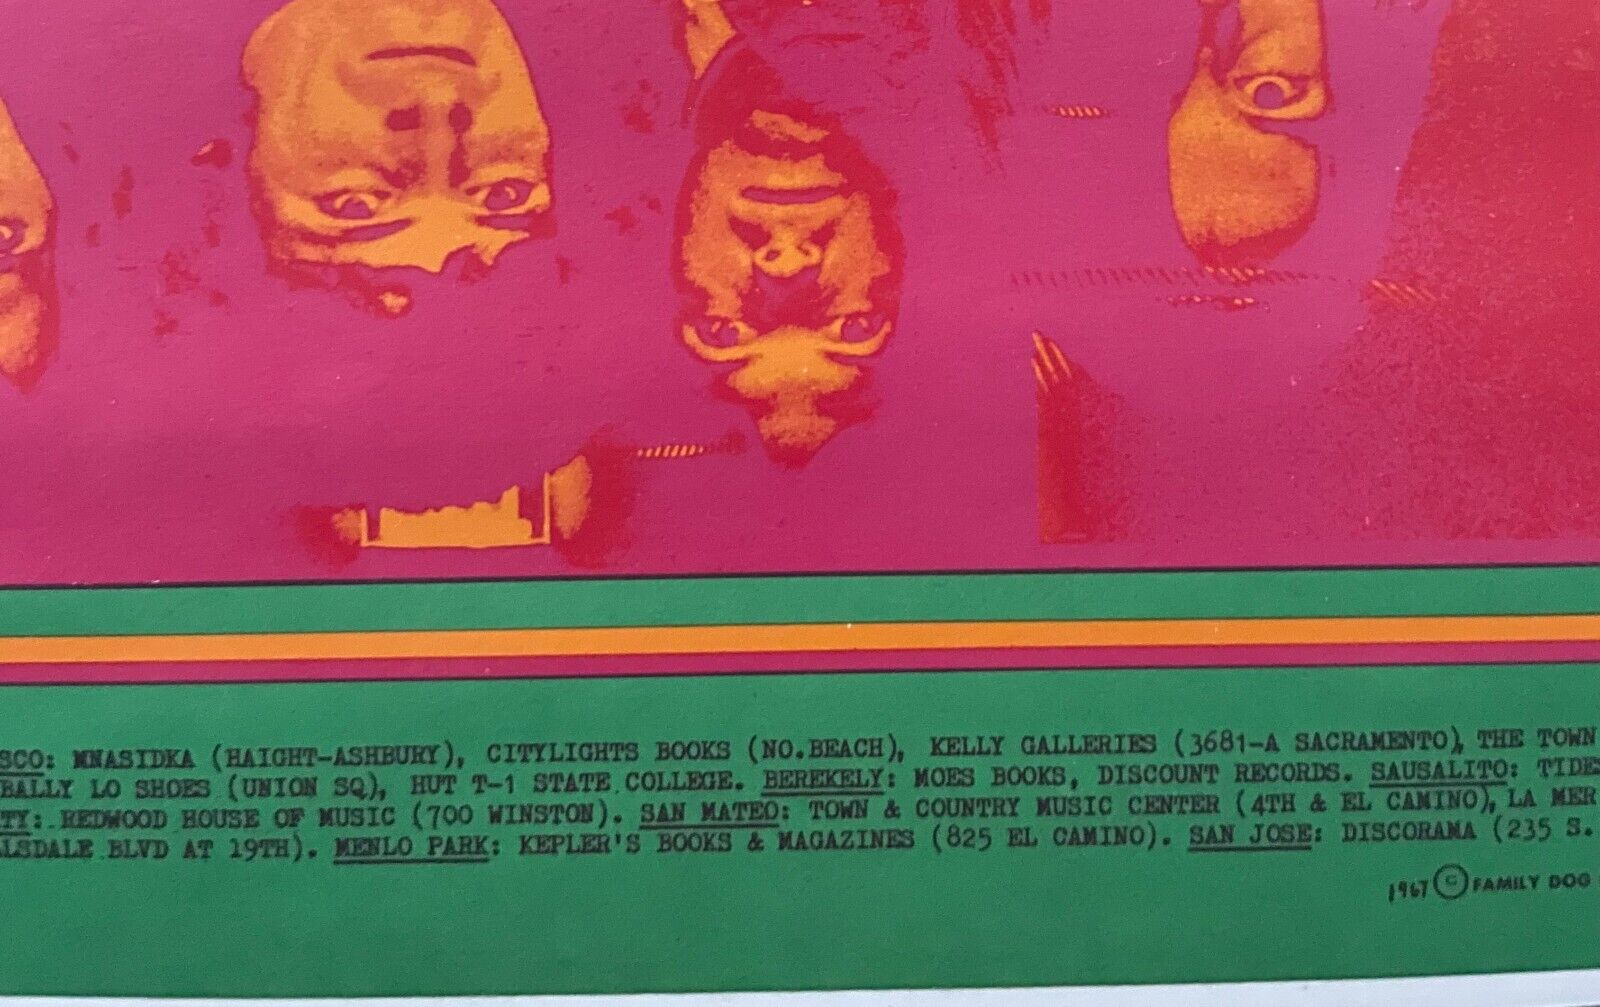 SCO: MNASIDKA (HAIGHT-ASHBURY), CITYLIGHTS BOOKS (NO.BEACH), KELLY GALLERIES (3681-A SACRAMENTO), THE TOWN
BALLY LO SHOES (UNION SQ), HUT T-1 STATE COLLEGE. BEREKELY: MOES BOOKS, DISCOUNT RECORDS. SAUSALITO: TIDES
TY: REDWOOD HOUSE OF MUSIC (700 WINSTON). SAN MATEO: TOWN & COUNTRY MUSIC CENTER (4TH & EL CAMINO), LA MER
LSDALE BLVD AT 19TH). MENLO PARK: KEPLER'S BOOKS & MAGAZINES (825 EL CAMINO). SAN JOSE: DISCORAMA (235 S.
1967 © FAMILY DOG